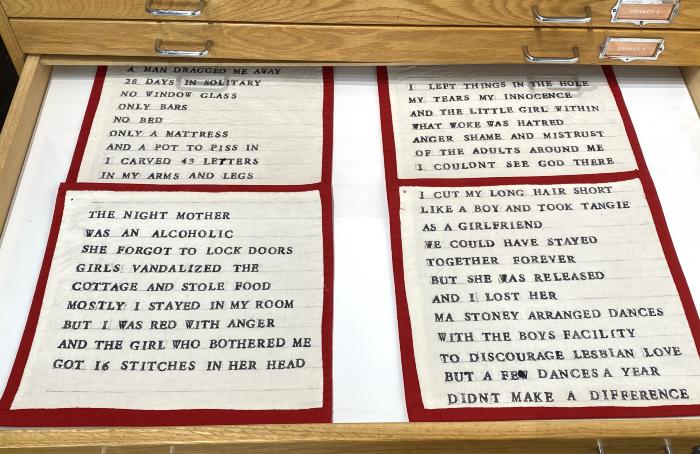 DRAWER 4
A MAN DRAGGED ME AWAY
28 DAYS IN SOLITARY
NO WINDOW GLASS
ONLY BARS
NO BED
ONLY A MATTRESS
AND A POT TO PISS IN
I CARVED 43 LETTERS
IN MY ARMS AND LEGS
I LEFT THINGS IN THE HOLE
MY TEARS MY INNOCENCE
AND THE LITTLE GIRL WITHIN
WHAT WOKE WAS HATRED
ANGER SHAME AND MISTRUST
OF THE ADULTS AROUND ME
I COULDNT SEE GOD THERE
THE NIGHT MOTHER
WAS AN ALCOHOLIC
SHE FORGOT TO LOCK DOORS
GIRLS VANDALIZED THE
COTTAGE AND STOLE FOOD
MOSTLY I STAYED IN MY ROOM
BUT I WAS RED WITH ANGER
AND THE GIRL WHO BOTHERED ME
GOT 16 STITCHES IN HER HEAD
I CUT MY LONG HAIR SHORT
LIKE A BOY AND TOOK TANGIE
AS A GIRLFRIEND
WE COULD HAVE STAYED
TOGETHER FOREVER
BUT SHE WAS RELEASED
AND I LOST HER
MA STONEY ARRANGED DANCES
WITH THE BOYS FACILITY
TO DISCOURAGE LESBIAN LOVE
BUT A FEW DANCES A YEAR
DIDNT MAKE A DIFFERENCE